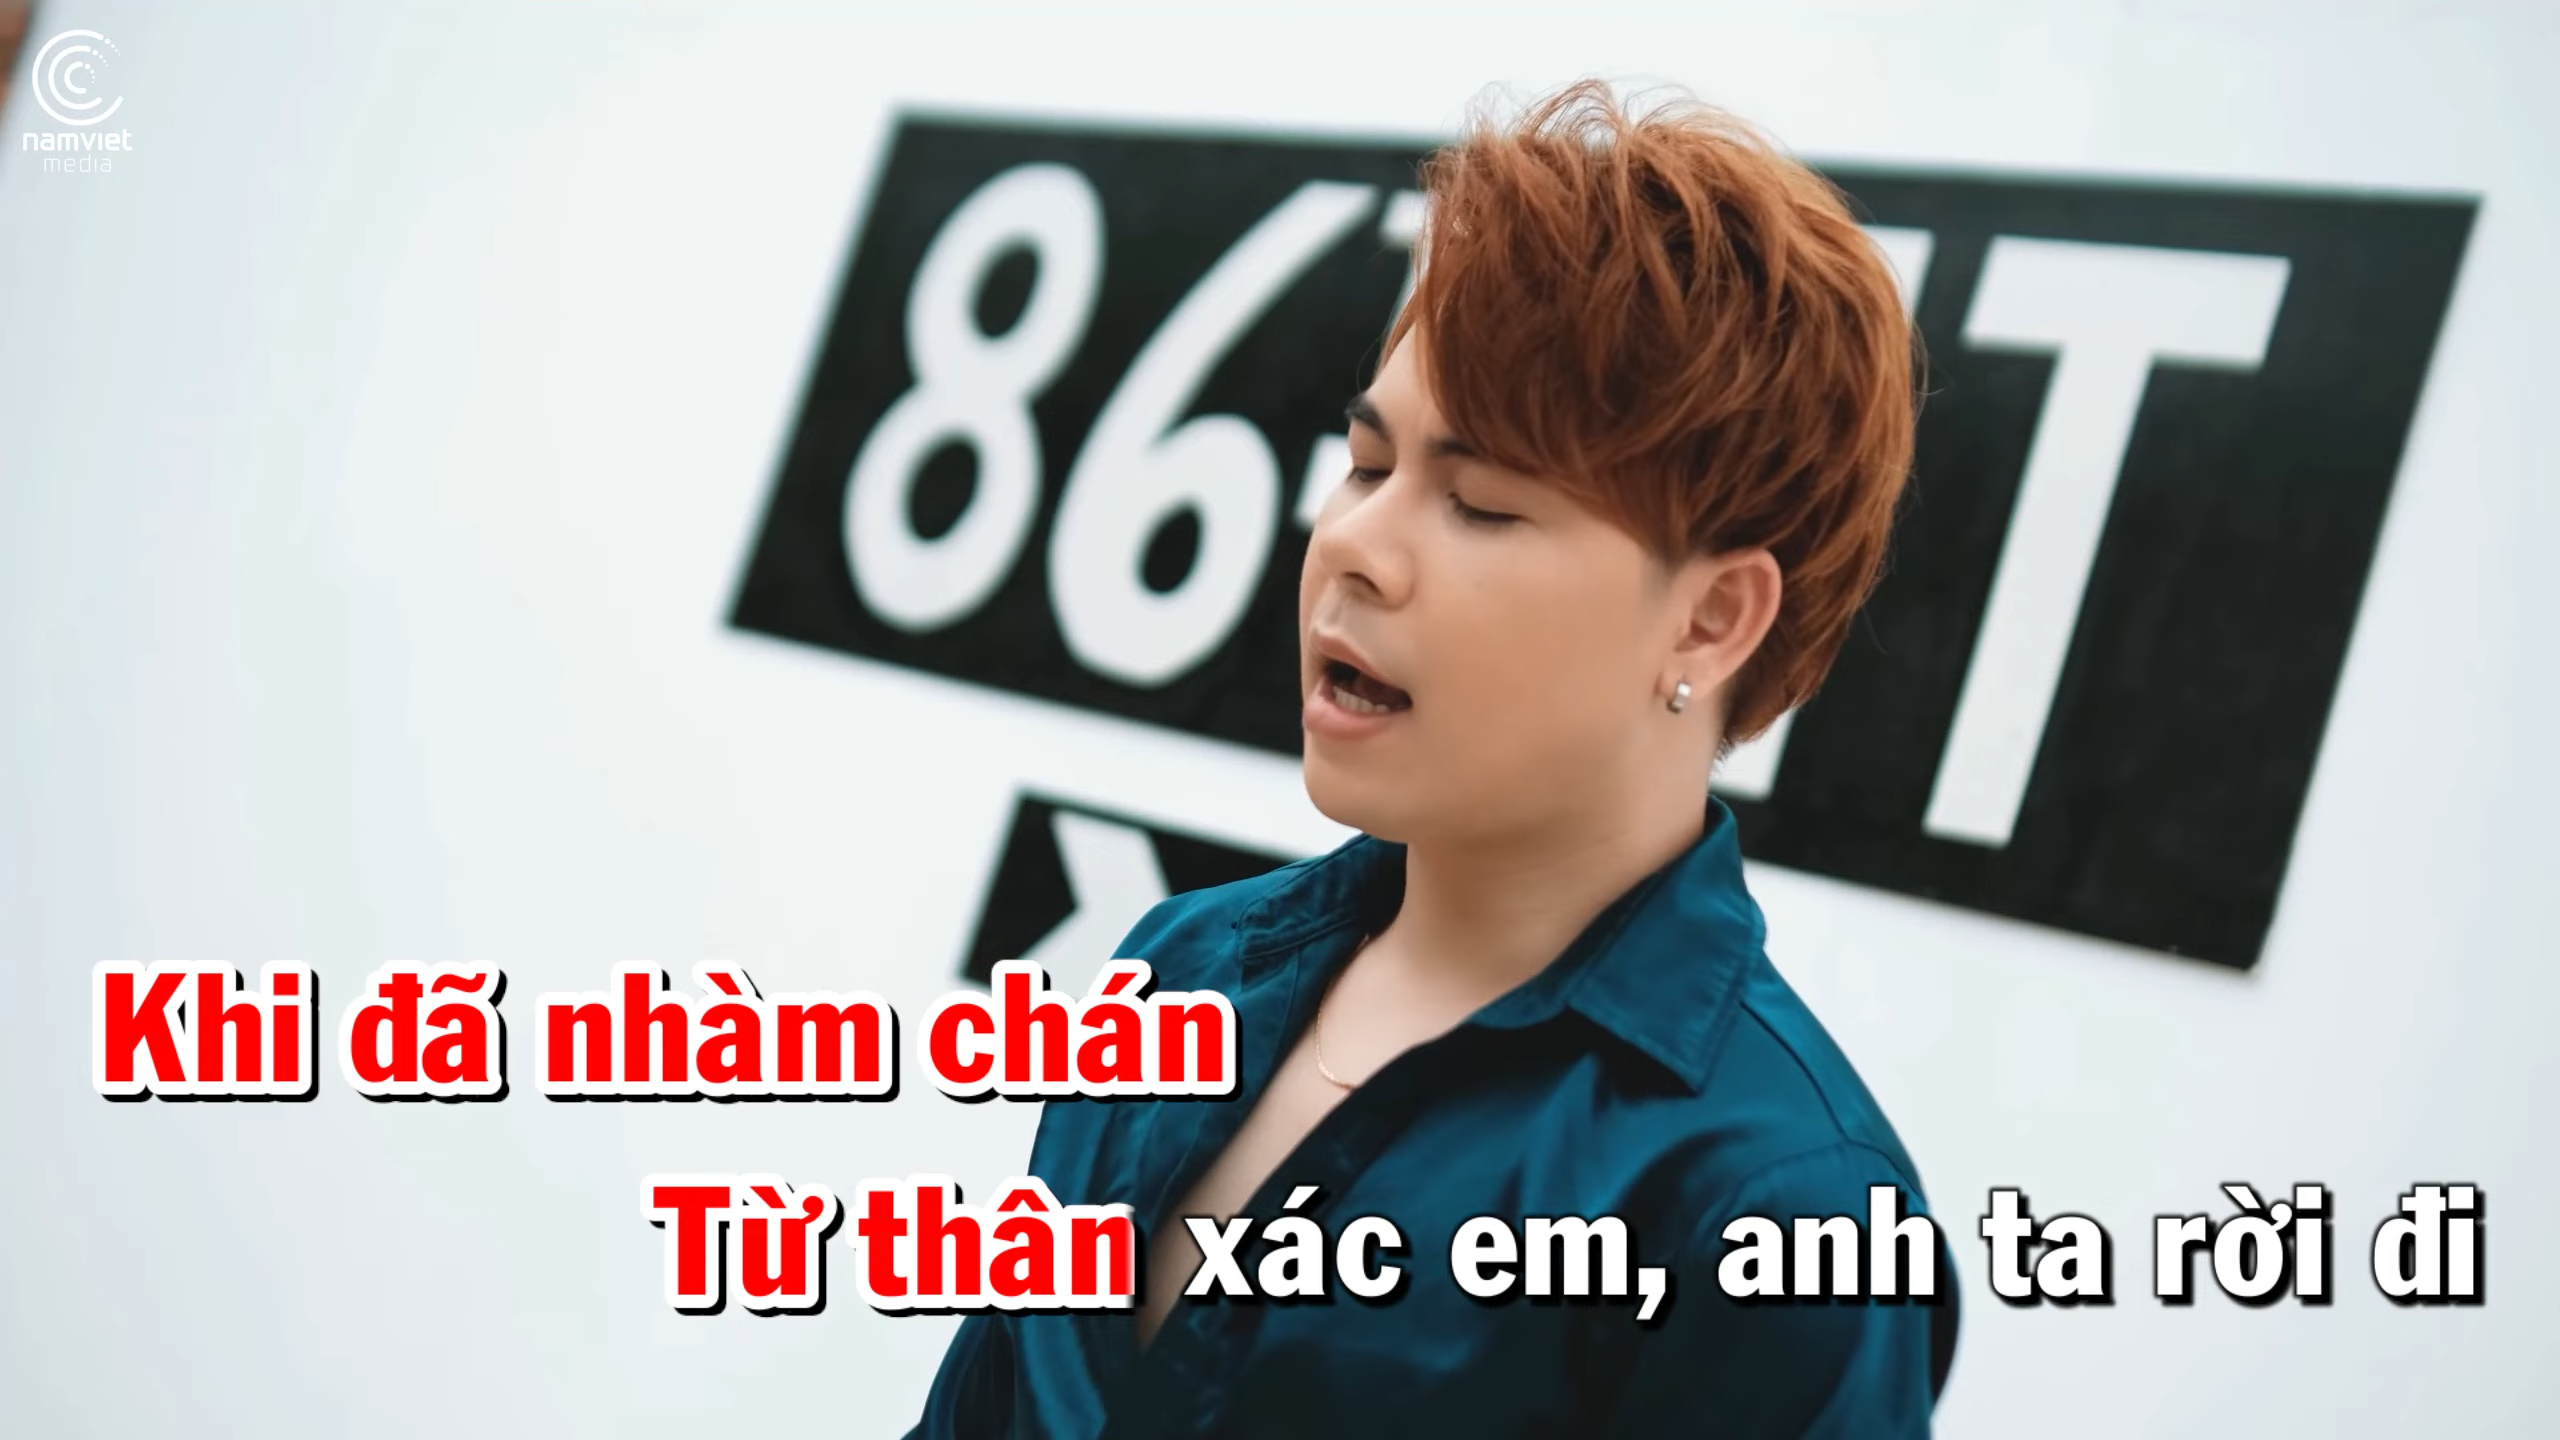 namviet
media
86
T
Khi đã nhàm chán
Từ thân xác em, anh ta rời đi